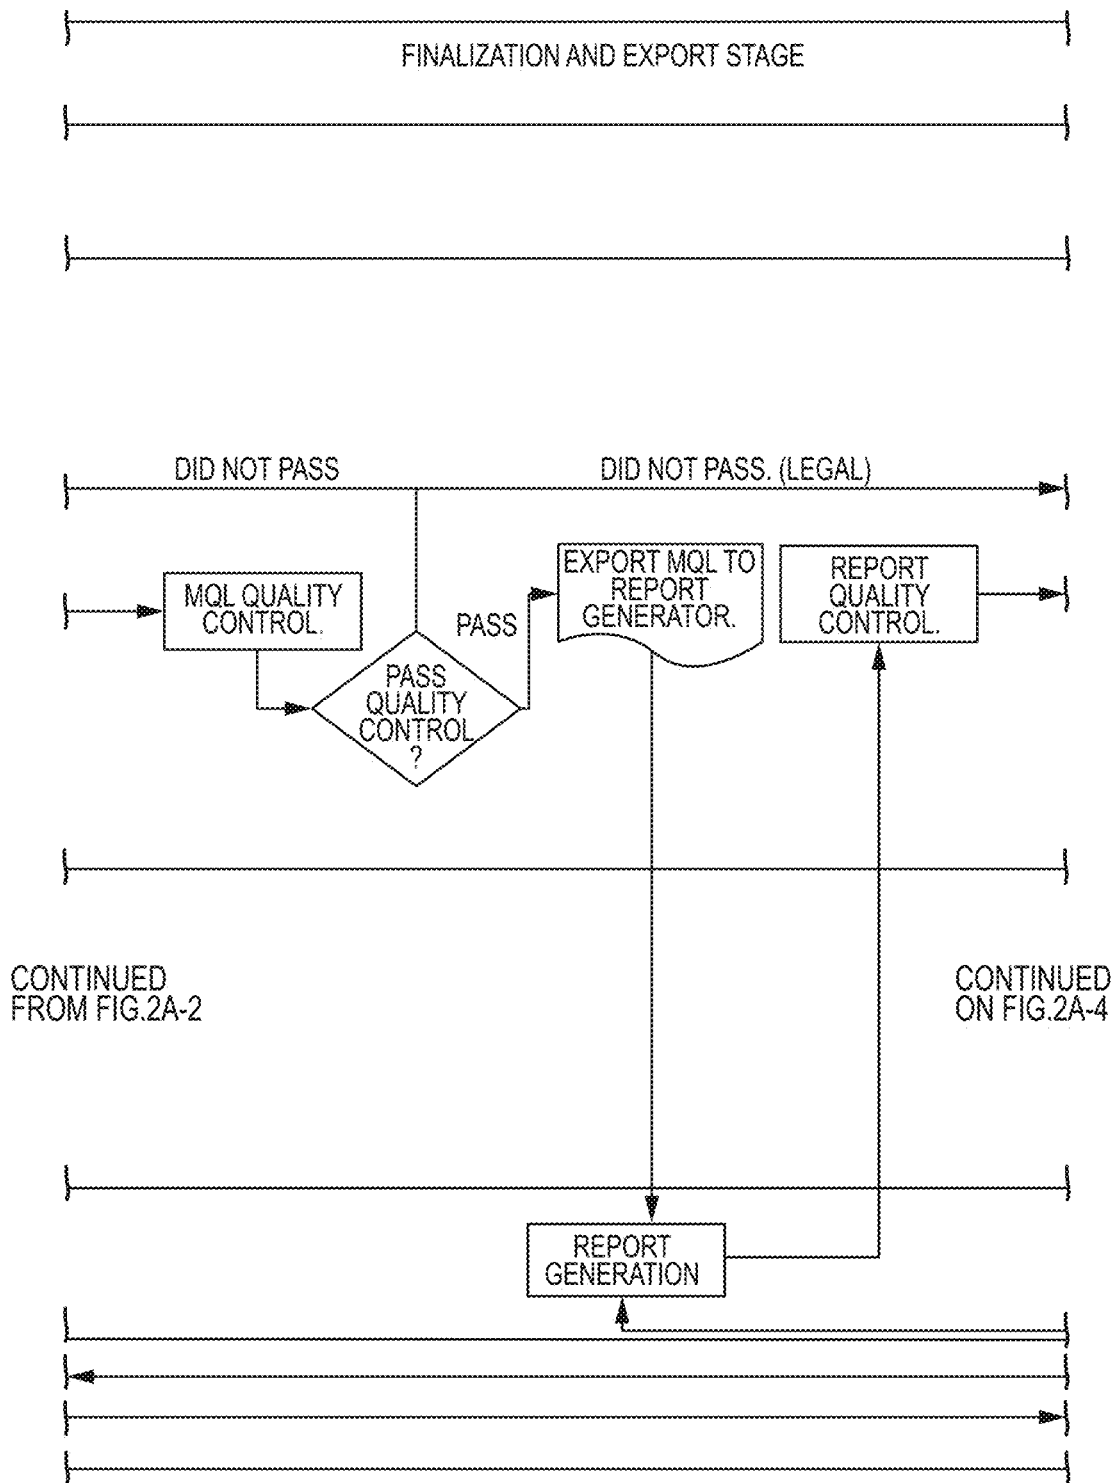 FINALIZATION AND EXPORT STAGE
DID NOT PASS
DID NOT PASS. (LEGAL)
MQL QUALITY
CONTROL.
PASS
QUALITY
CONTROL
?
PASS
EXPORT MQL TO
REPORT
GENERATOR.
REPORT
QUALITY
CONTROL.
CONTINUED
FROM FIG.2A-2
CONTINUED
ON FIG.2A-4
REPORT
GENERATION